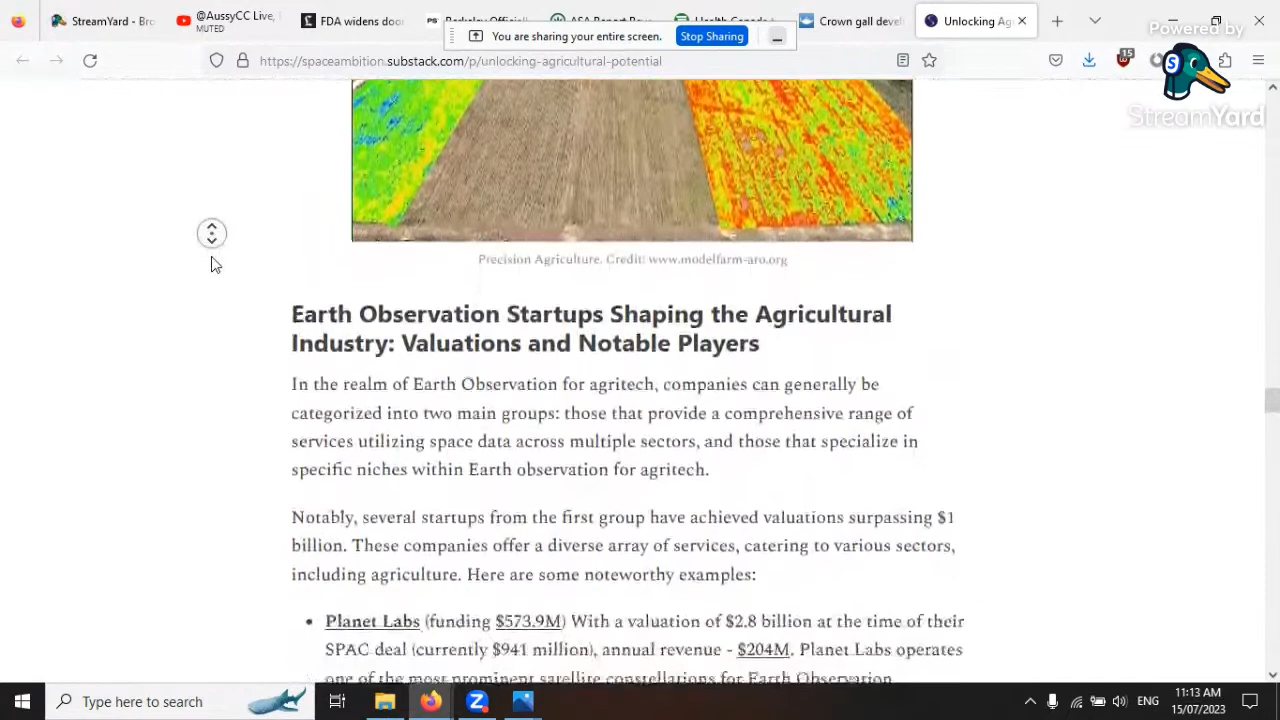 StreamYard - Bro
@AussyCC Live,
MUTED
FDA widens door
Berkeley Officiall
ASA Report Rev
Health Canada
Crown gall devel
Unlocking Ag
You are sharing your entire screen.
Stop Sharing
Powered by
StreamYard
https://spaceambition.substack.com/p/unlocking-agricultural-potential
15
Precision Agriculture. Credit: www.modelfarm-aro.org
Earth Observation Startups Shaping the Agricultural
Industry: Valuations and Notable Players
In the realm of Earth Observation for agritech, companies can generally be
categorized into two main groups: those that provide a comprehensive range of
services utilizing space data across multiple sectors, and those that specialize in
specific niches within Earth observation for agritech.
Notably, several startups from the first group have achieved valuations surpassing $1
billion. These companies offer a diverse array of services, catering to various sectors,
including agriculture. Here are some noteworthy examples:
• Planet Labs (funding $573.9M) With a valuation of $2.8 billion at the time of their
SPAC deal (currently $941 million), annual revenue - $204M. Planet Labs operates
one of the most prominent satellite constellations for Earth Observation
Type here to search
ENG
11:13 AM
15/07/2023